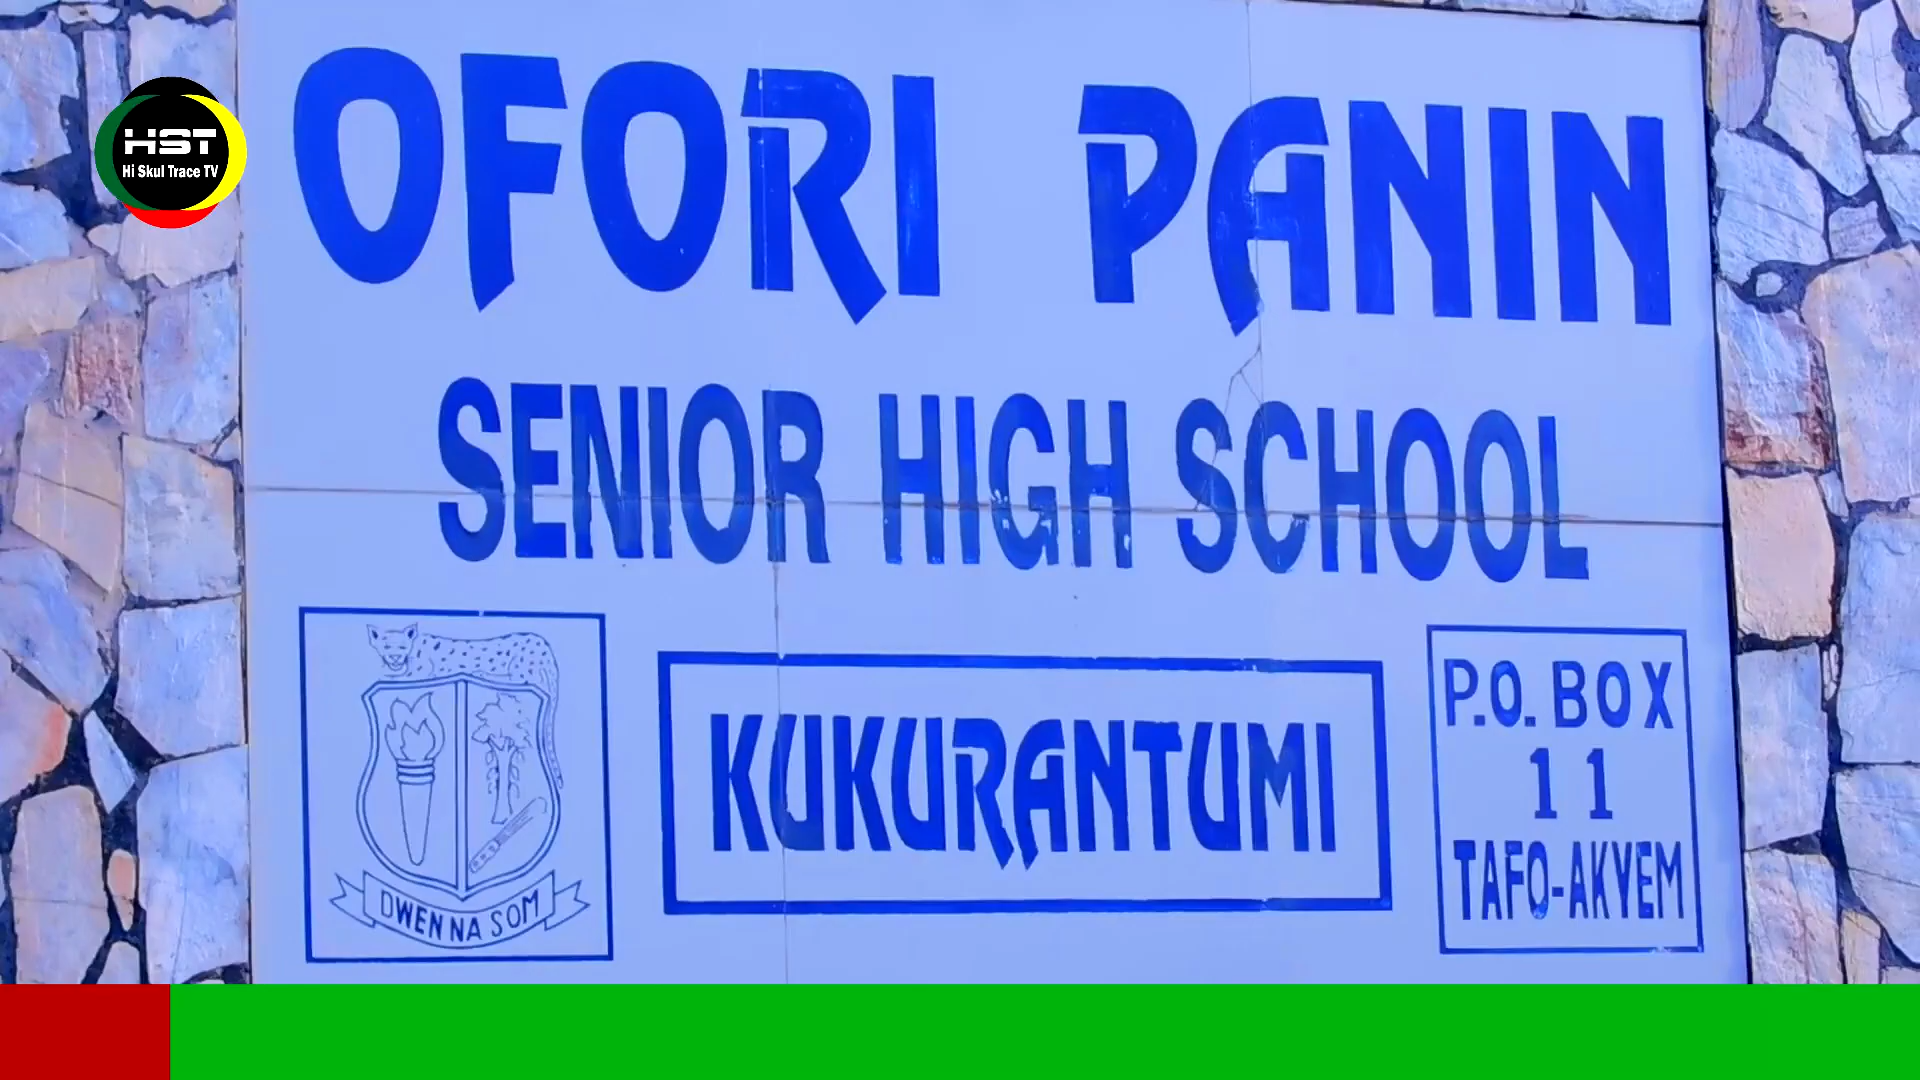 HST
Hi Skul Trace TV
OFORI PANIN
SENIOR HIGH SCHOOL
DWEN NA SOM
KUKURANTUMI
P.O. BOX
11
TAFO-AKYEM